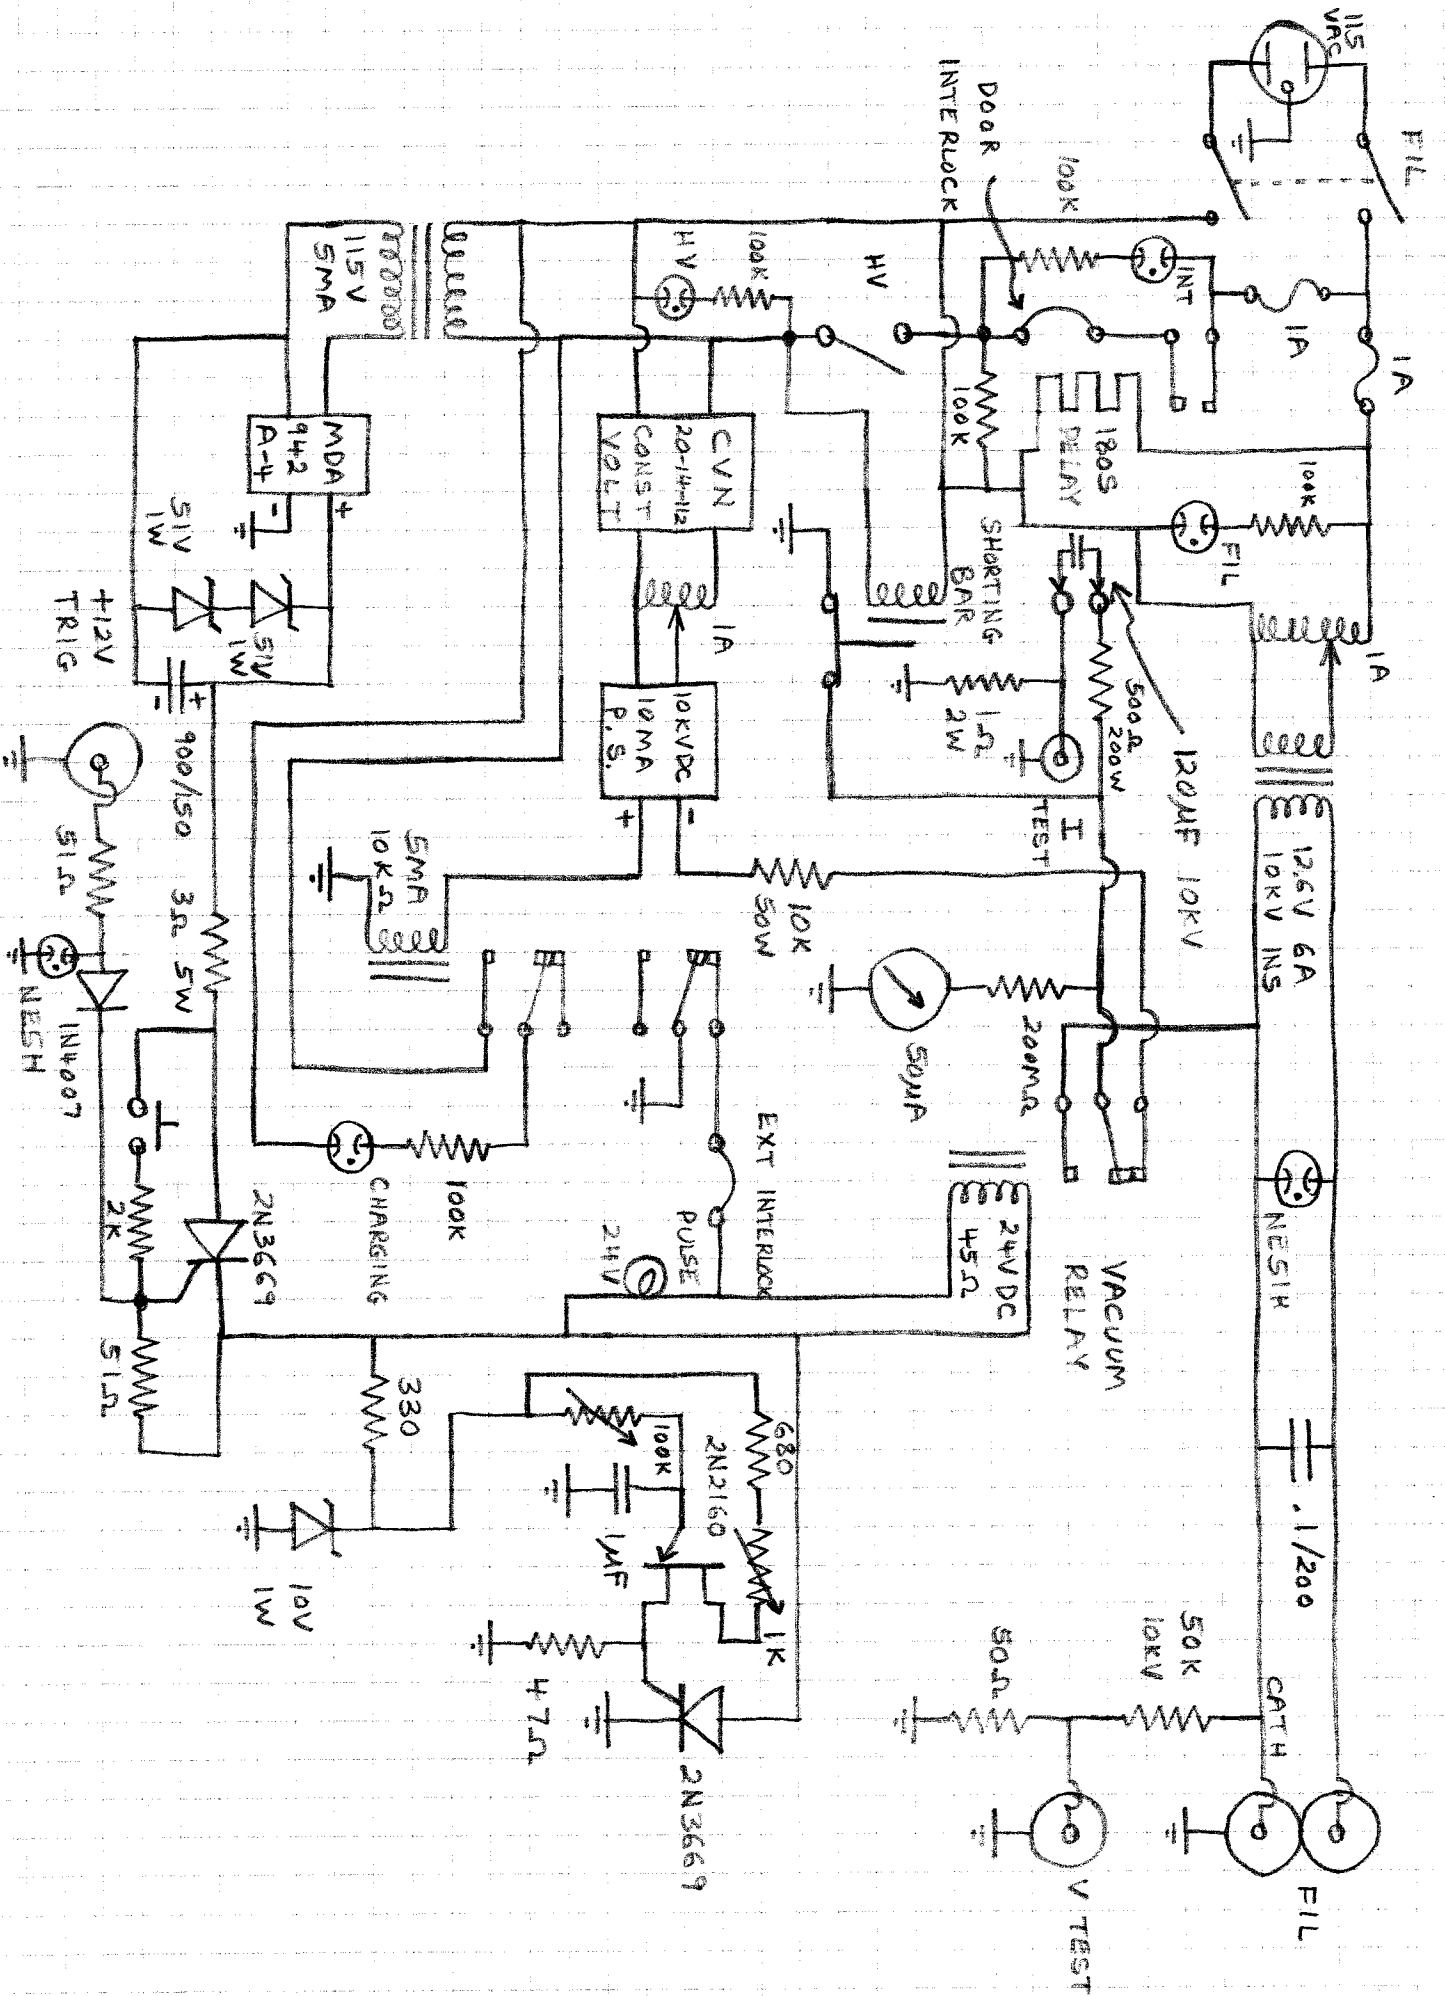 115
VAC
FIL
1A
1A
INT
100K
DOOR
INTERLOCK
HV
100K
HV
115V
5MA
100K
180S
DELAY
100K
FIL
1A
CVN
20-14-112
CONST
VOLT
MDA
942
A-4
+
-
51V
1W
51V
1W
SHORTING
BAR
1A
500Ω
200W
120µF 10KV
1Ω
2W
I
TEST
10KVDC
10MA
P.S.
-
+
+12V
TRIG
+
-
900/50
12.6V 6A
10KV INS
10K
50W
5MA
10KΩ
3Ω 5W
51Ω
NE5H
1N4007
50µA
200MΩ
VACUUM
RELAY
24VDC
45Ω
NE51H
EXT INTERLOCK
PULSE
24V
100K
CHARGING
2N3669
2K
51Ω
330
10V
1W
100K
2N2160
1µF
680
1K
47Ω
2N3669
.1/200
50K
10KV
50Ω
CATH
FIL
V TEST